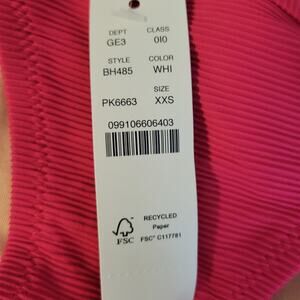 DEPT CLASS
GE3 010
STYLE COLOR
BH485 WHI
SIZE
PK6663 XXS
099106606403
RECYCLED
Paper
FSC FSC® C117781